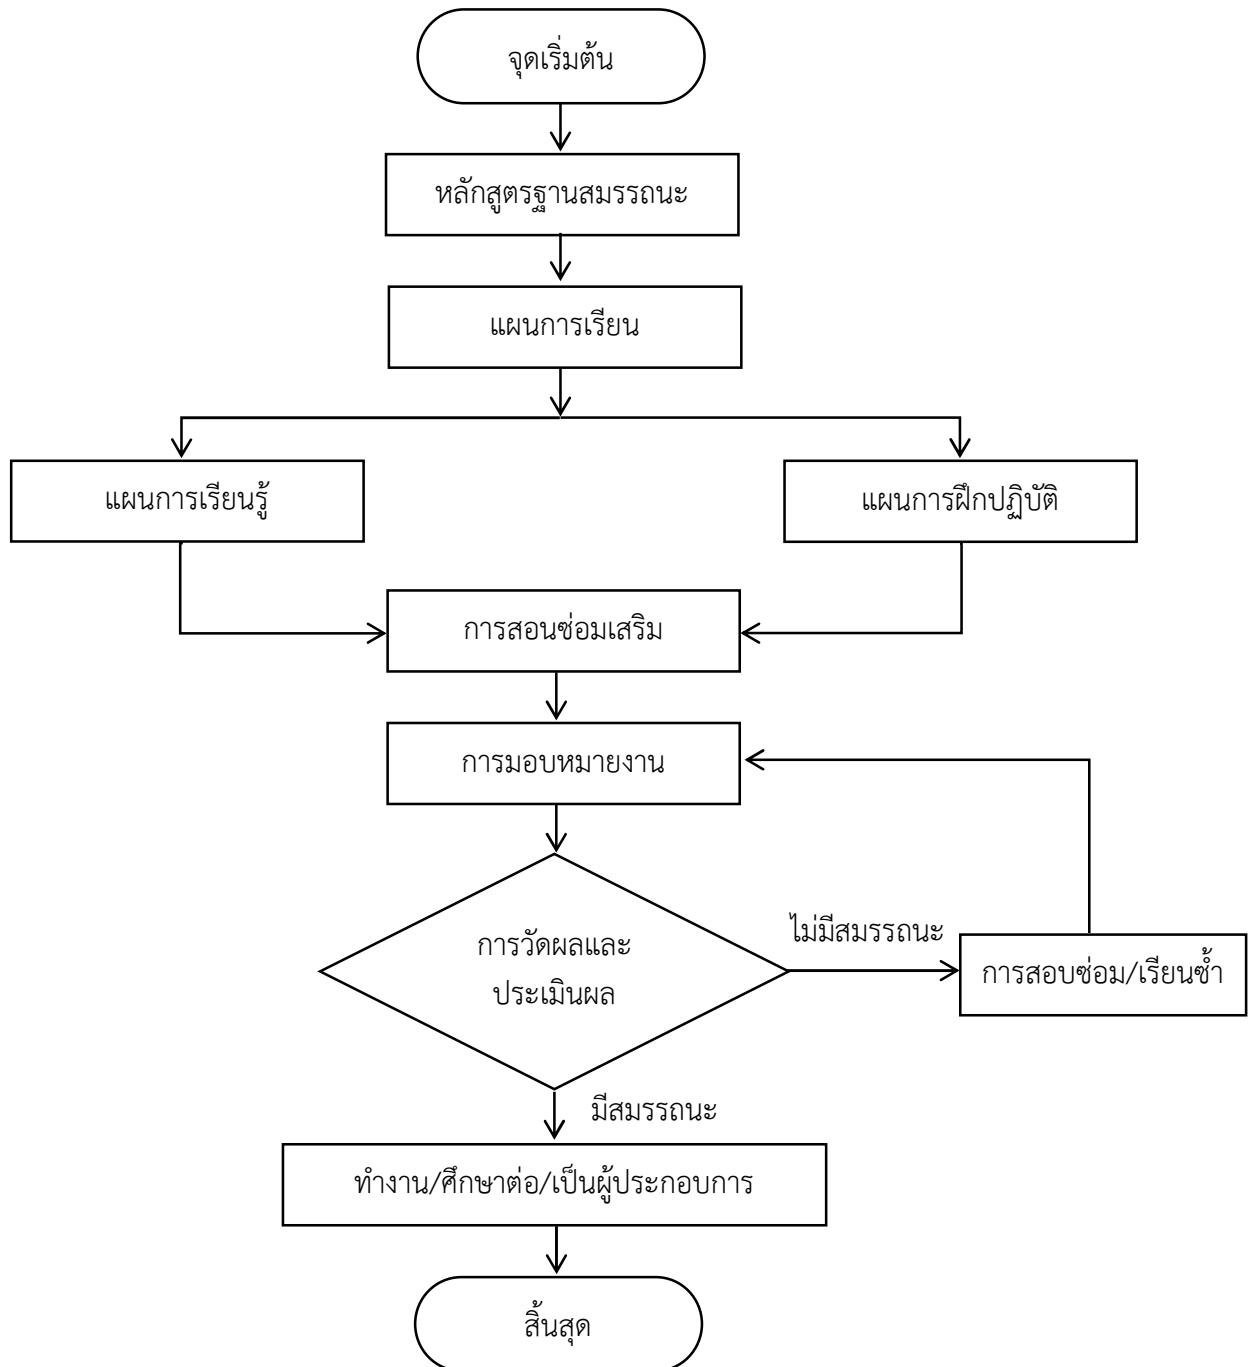 จุดเริ่มต้น
หลักสูตรฐานสมรรถนะ
แผนการเรียน
แผนการเรียนรู้
แผนการฝึกปฏิบัติ
การสอนซ่อมเสริม
การมอบหมายงาน
การวัดผลและ
ประเมินผล
ไม่มีสมรรถนะ
การสอบซ่อม/เรียนซ้ำ
มีสมรรถนะ
ทำงาน/ศึกษาต่อ/เป็นผู้ประกอบการ
สิ้นสุด